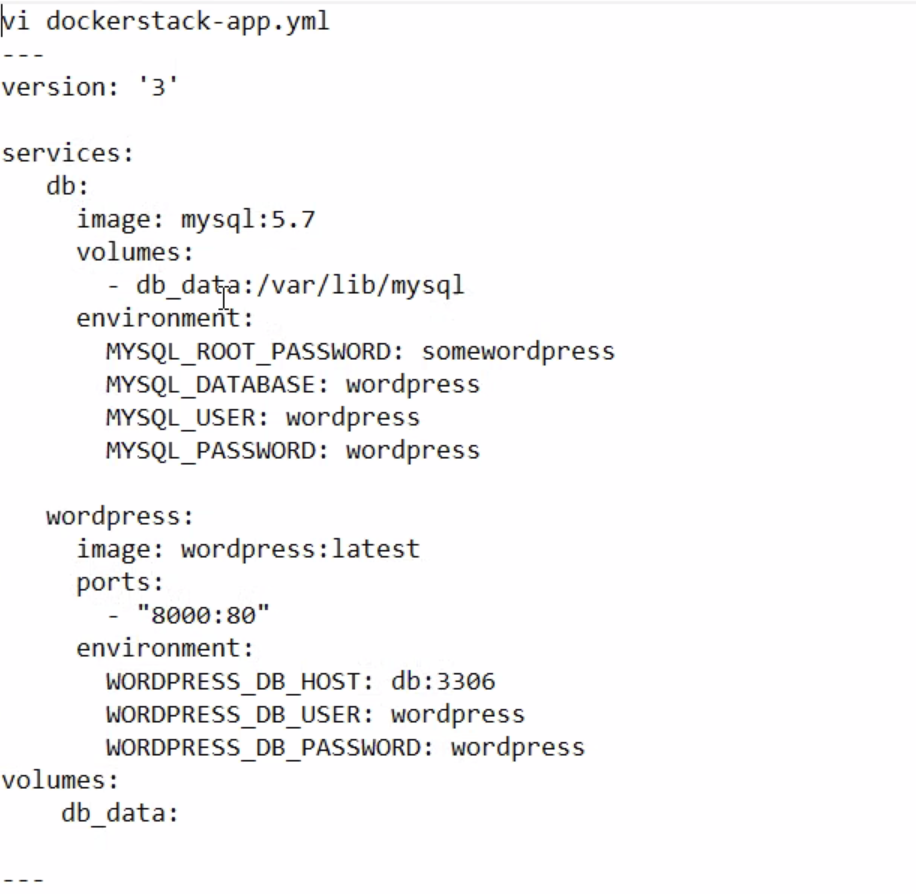 vi dockerstack-app.yml
---
version: '3'
services:
db:
image: mysql:5.7
volumes:
- db_data:/var/lib/mysql
environment:
MYSQL_ROOT_PASSWORD: somewordpress
MYSQL_DATABASE: wordpress
MYSQL_USER: wordpress
MYSQL_PASSWORD: wordpress
wordpress:
image: wordpress:latest
ports:
- "8000:80"
environment:
WORDPRESS_DB_HOST: db:3306
WORDPRESS_DB_USER: wordpress
WORDPRESS_DB_PASSWORD: wordpress
volumes:
db_data:
---